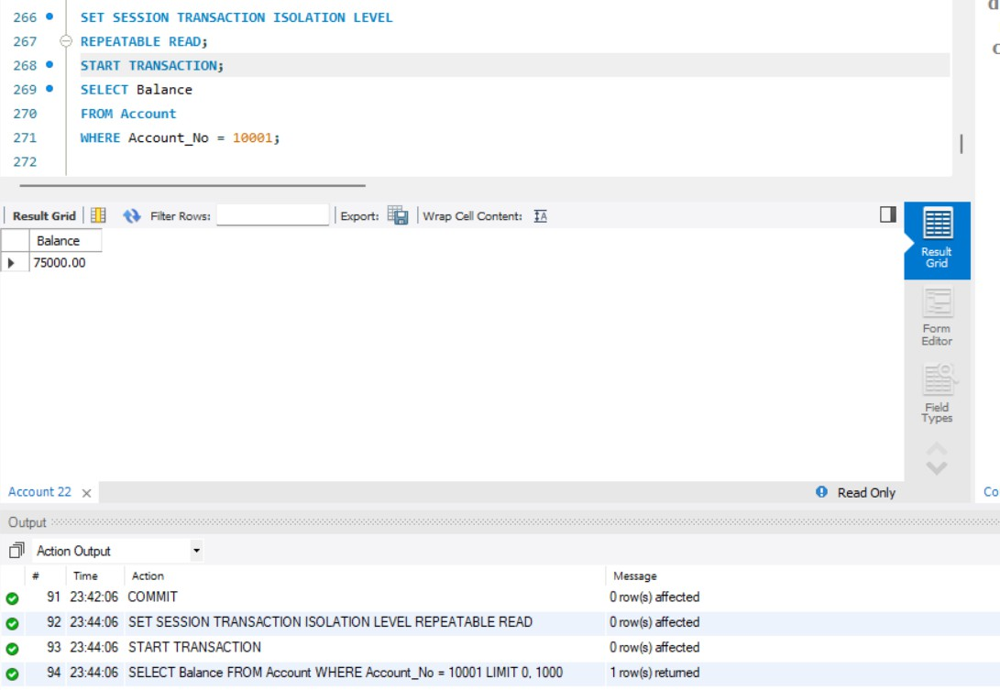 266 SET SESSION TRANSACTION ISOLATION LEVEL
267 REPEATABLE READ;
268 START TRANSACTION;
269 SELECT Balance
270 FROM Account
271 WHERE Account_No = 10001;
272
Result Grid Filter Rows: Export: Wrap Cell Content: IA
Balance
75000.00
Result
Grid
Form
Editor
Field
Types
Account 22 Read Only Co
Output
Action Output
# Time Action Message
91 23:42:06 COMMIT 0 row(s) affected
92 23:44:06 SET SESSION TRANSACTION ISOLATION LEVEL REPEATABLE READ 0 row(s) affected
93 23:44:06 START TRANSACTION 0 row(s) affected
94 23:44:06 SELECT Balance FROM Account WHERE Account_No = 10001 LIMIT 0, 1000 1 row(s) returned